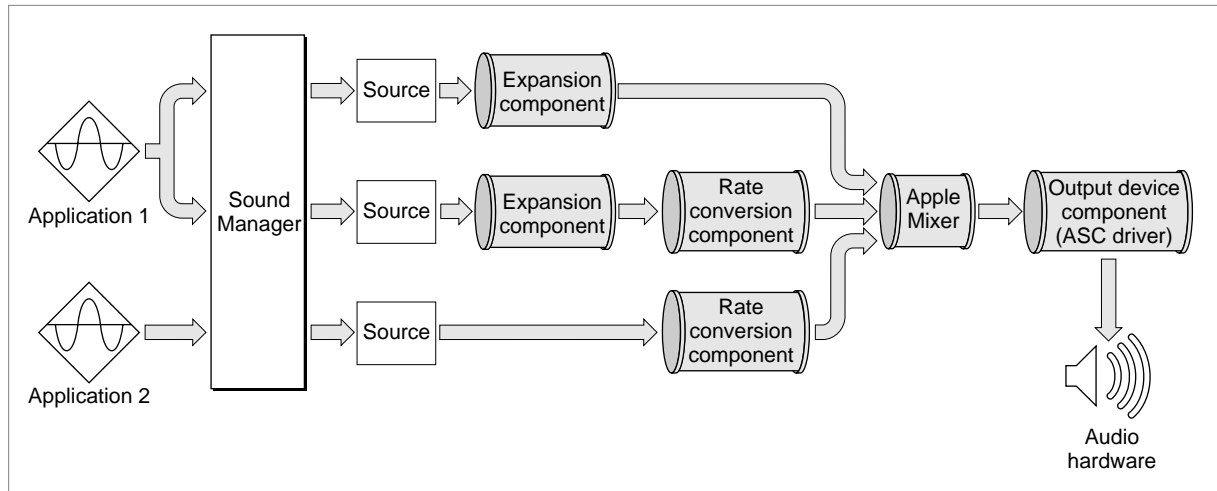 Application 1
Application 2
Sound
Manager
Source
Expansion
component
Source
Expansion
component
Rate
conversion
component
Source
Rate
conversion
component
Apple
Mixer
Output device
component
(ASC driver)
Audio
hardware